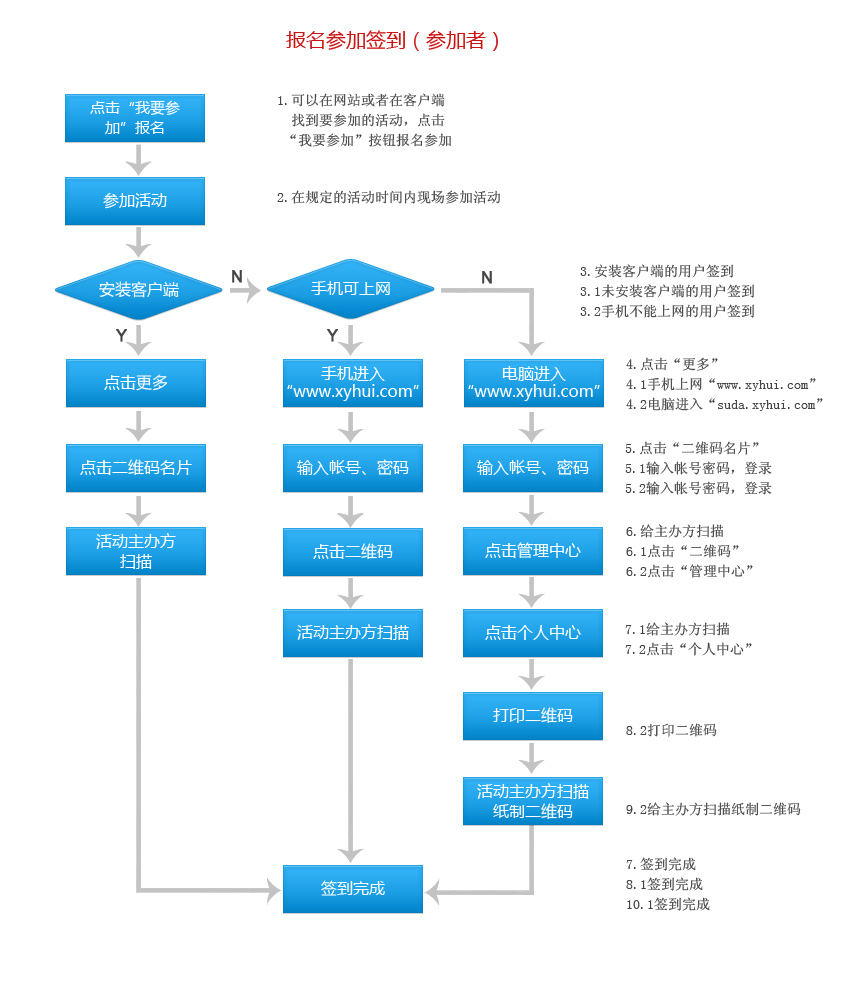 报名参加签到（参加者）
点击“我要参
加”报名
1.可以在网站或者在客户端
找到要参加的活动，点击
“我要参加”按钮报名参加
参加活动
2.在规定的活动时间内现场参加活动
安装客户端
N
手机可上网
N
3.安装客户端的用户签到
3.1未安装客户端的用户签到
3.2手机不能上网的用户签到
Y
Y
点击更多
手机进入
“www.xyhui.com”
电脑进入
“www.xyhui.com”
4.点击“更多”
4.1手机上网“www.xyhui.com”
4.2电脑进入“suda.xyhui.com”
点击二维码名片
输入帐号、密码
输入帐号、密码
5.点击“二维码名片”
5.1输入帐号密码，登录
5.2输入帐号密码，登录
活动主办方
扫描
点击二维码
点击管理中心
6.给主办方扫描
6.1点击“二维码”
6.2点击“管理中心”
活动主办方扫描
点击个人中心
7.1给主办方扫描
7.2点击“个人中心”
打印二维码
8.2打印二维码
活动主办方扫描
纸制二维码
9.2给主办方扫描纸制二维码
签到完成
7.签到完成
8.1签到完成
10.1签到完成